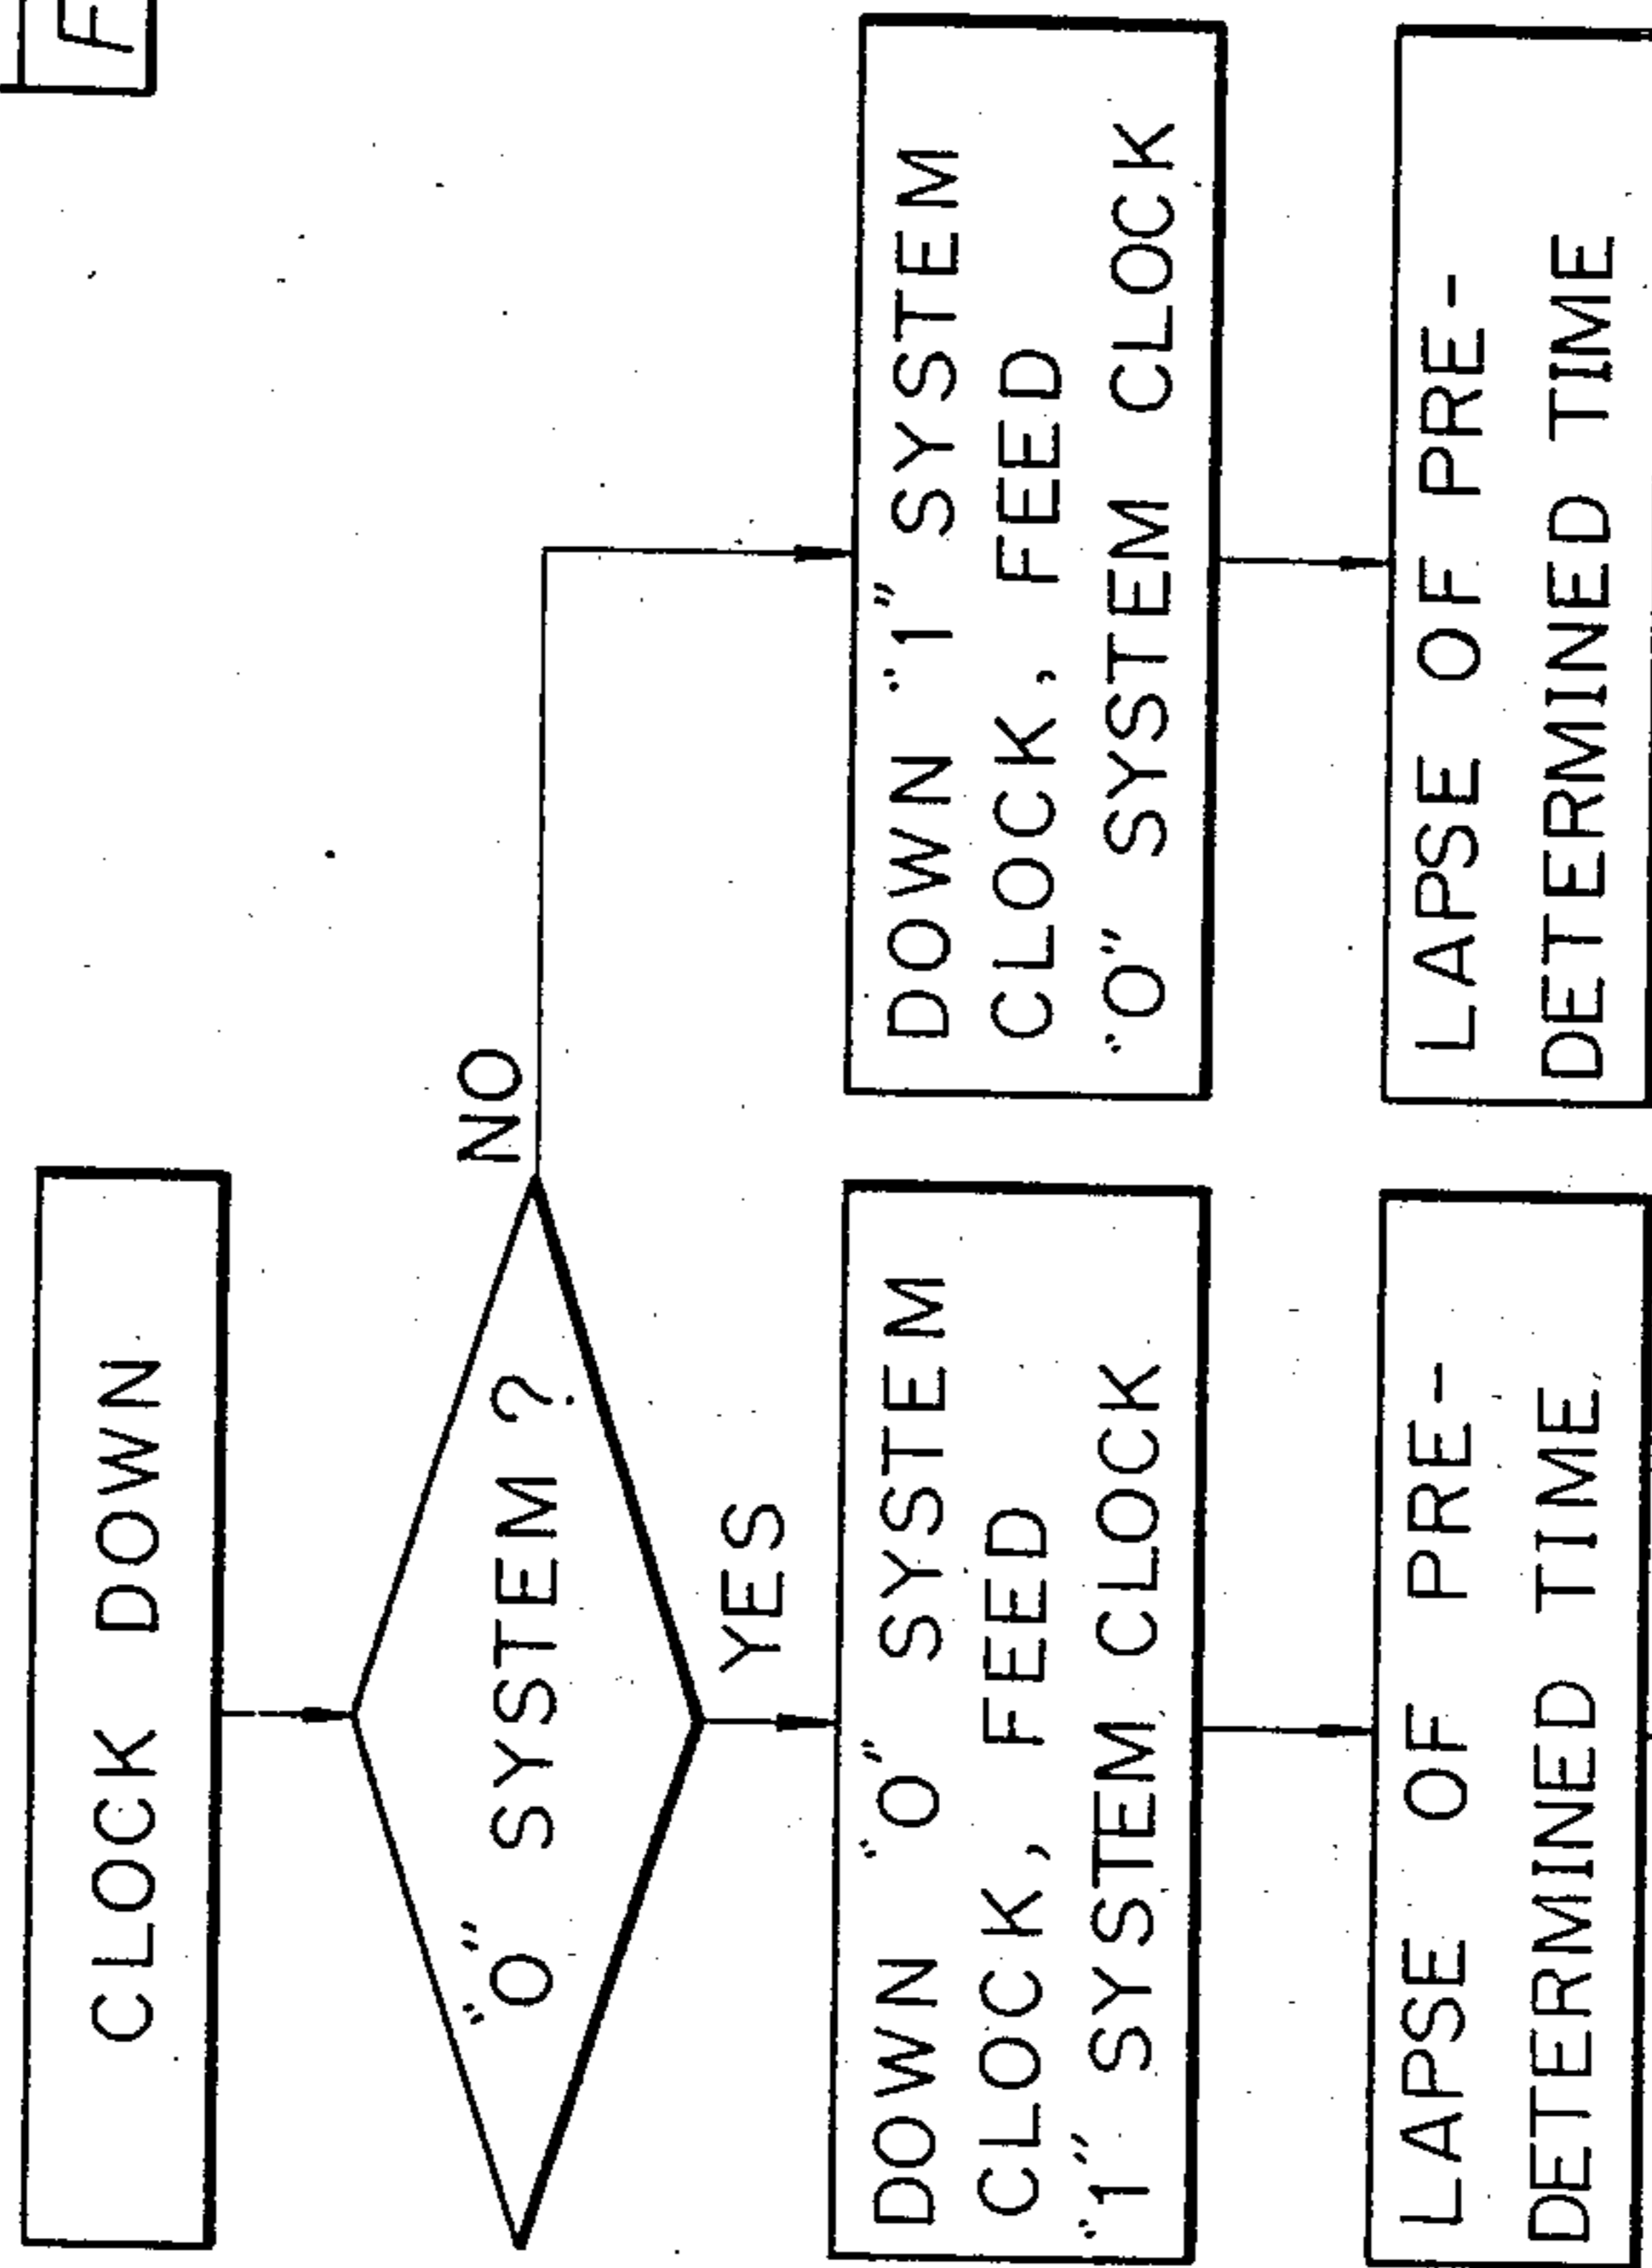 CLOCK DOWN
"0" SYSTEM ?
NO
YES
DOWN "0" SYSTEM
CLOCK, FEED
"1" SYSTEM CLOCK
DOWN "1" SYSTEM
CLOCK, FEED
"0" SYSTEM CLOCK
LAPSE OF PRE-
DETERMINED TIME
LAPSE OF PRE-
DETERMINED TIME